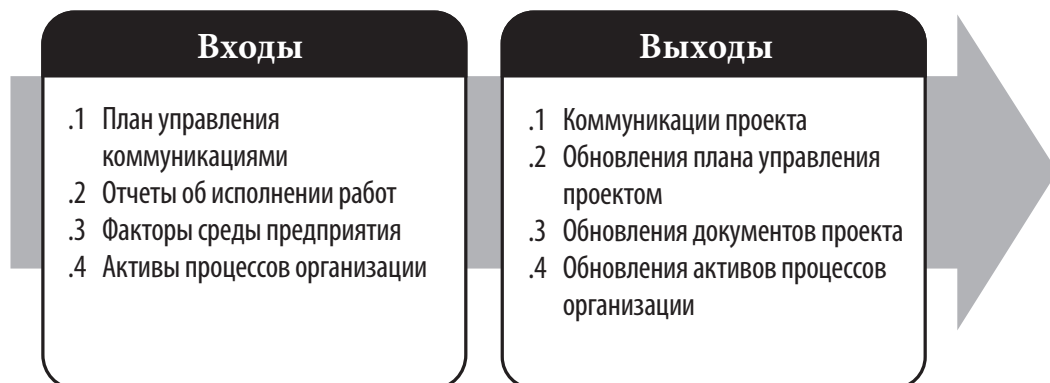 Входы
.1 План управления
коммуникациями
.2 Отчеты об исполнении работ
.3 Факторы среды предприятия
.4 Активы процессов организации
Выходы
.1 Коммуникации проекта
.2 Обновления плана управления
проектом
.3 Обновления документов проекта
.4 Обновления активов процессов
организации